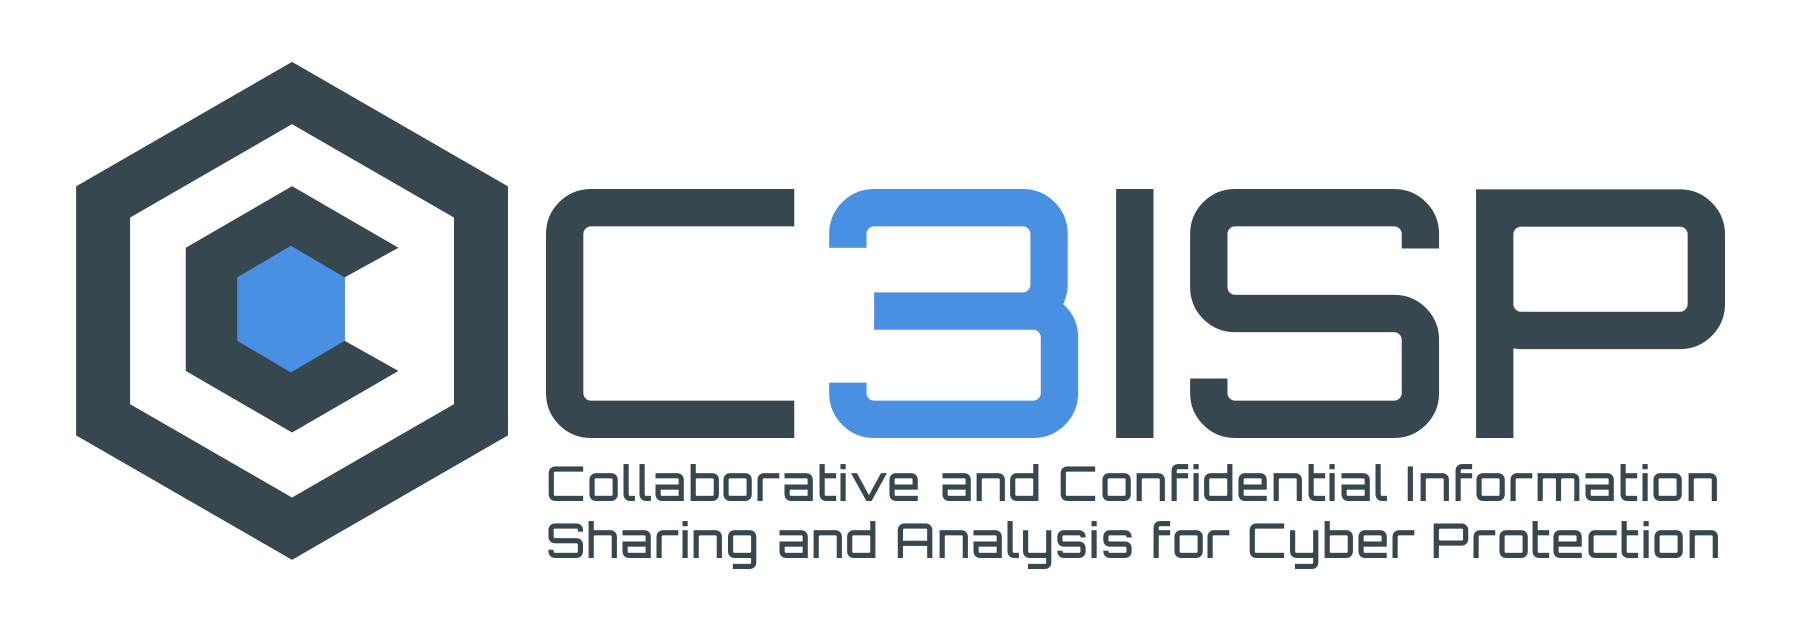 C3ISP
Collaborative and Confidential Information
Sharing and Analysis for Cyber Protection